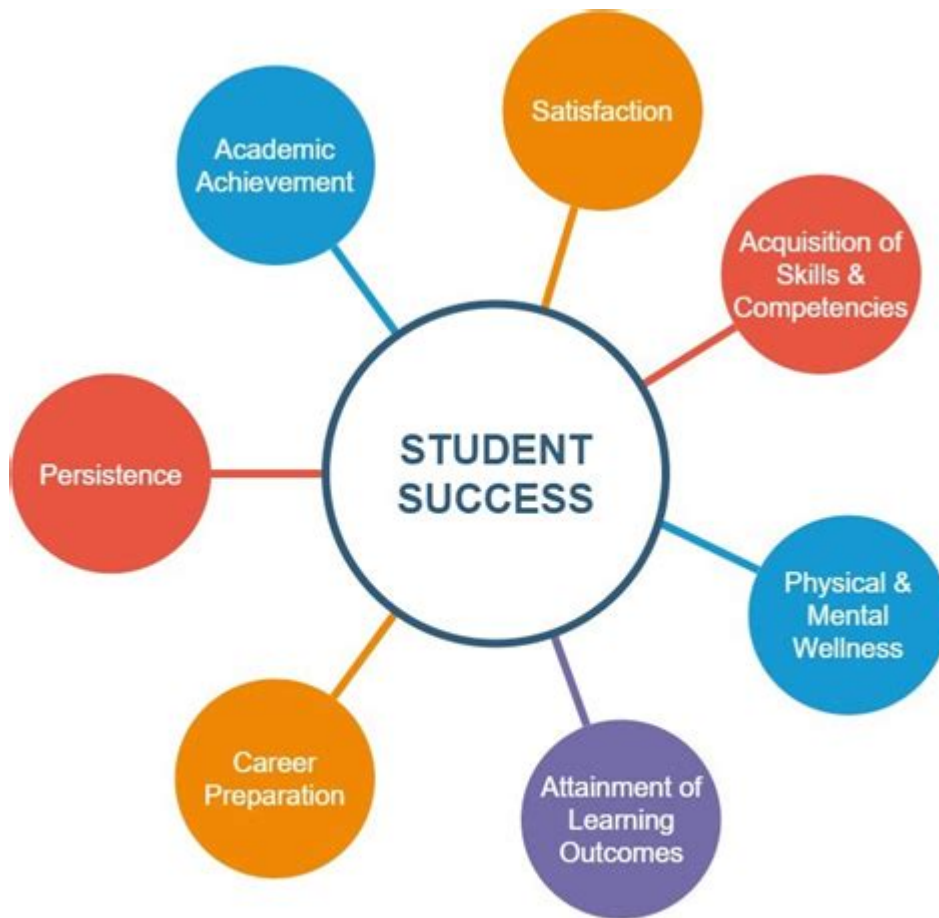 Satisfaction
Academic
Achievement
Acquisition of
Skills &
Competencies
STUDENT
SUCCESS
Persistence
Physical &
Mental
Wellness
Career
Preparation
Attainment of
Learning
Outcomes